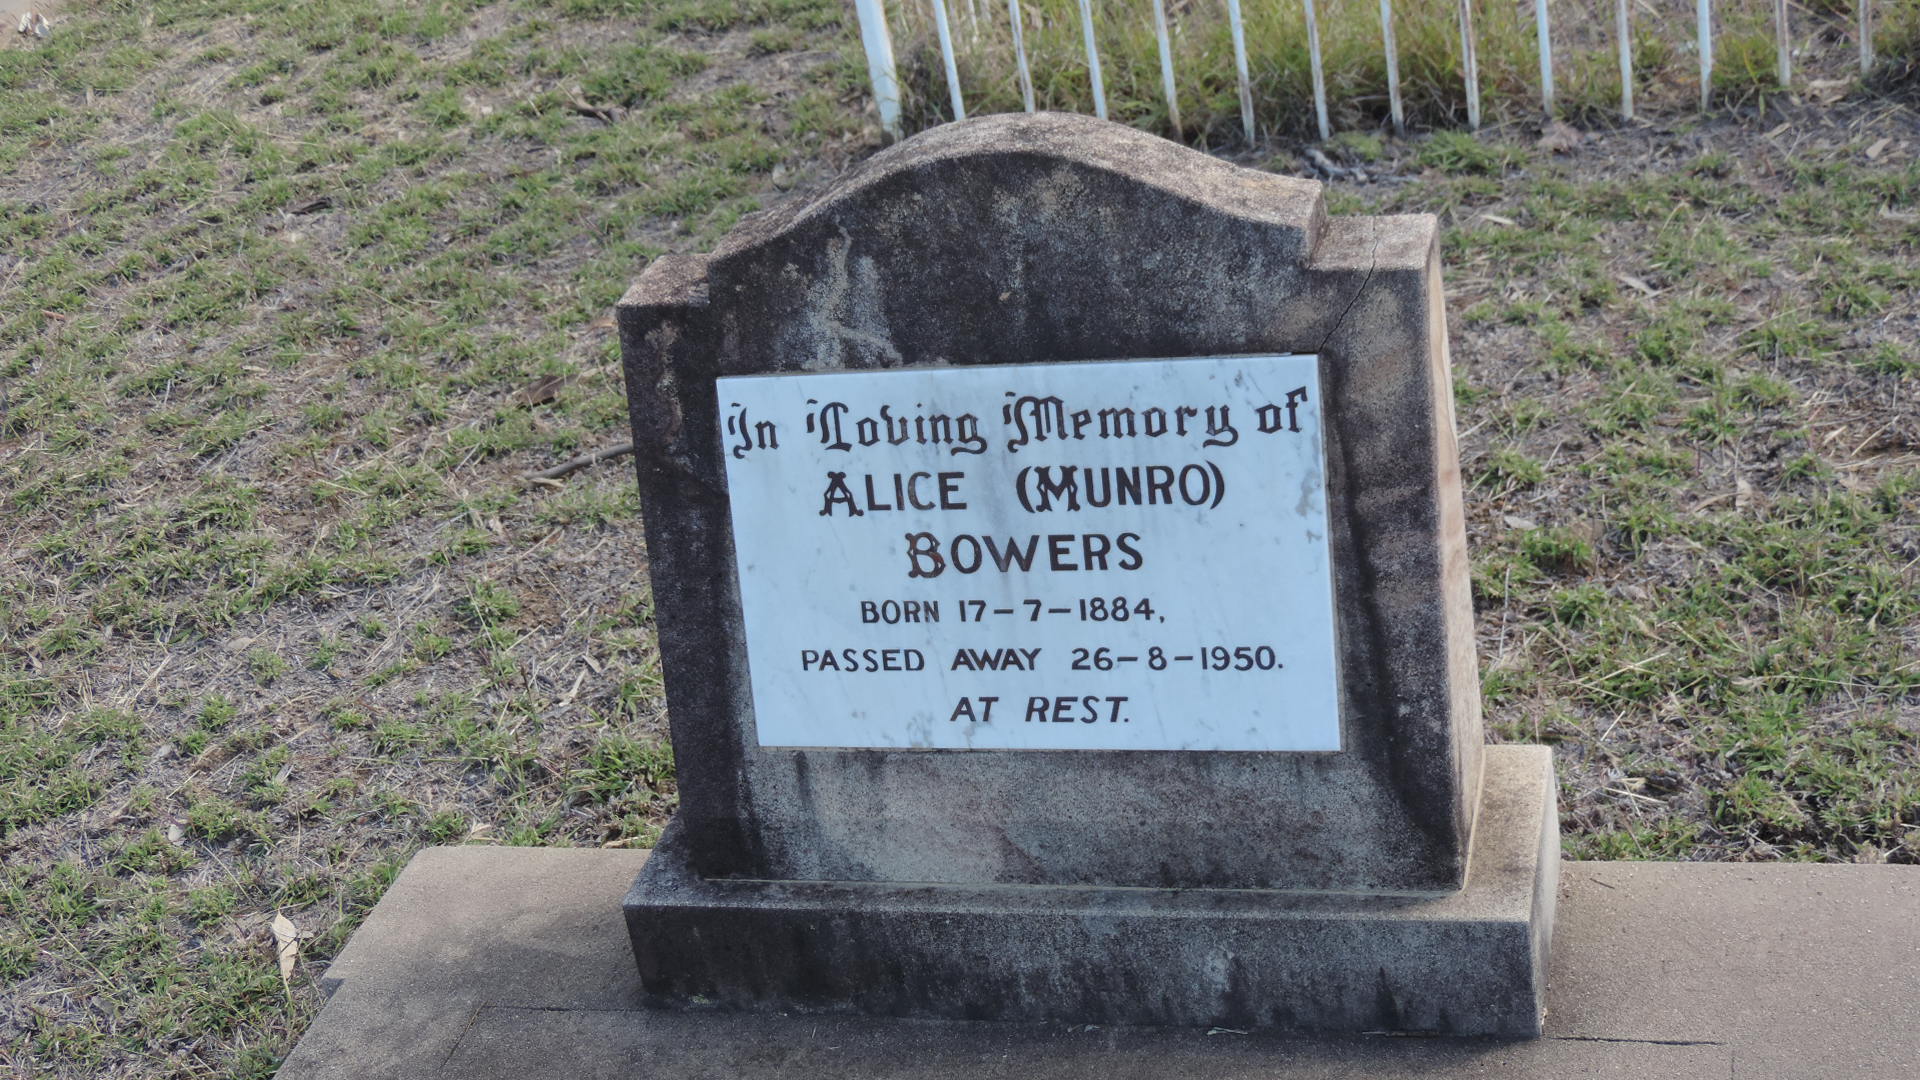 In Loving Memory of
ALICE (MUNRO)
BOWERS
BORN 17-7-1884,
PASSED AWAY 26-8-1950.
AT REST.